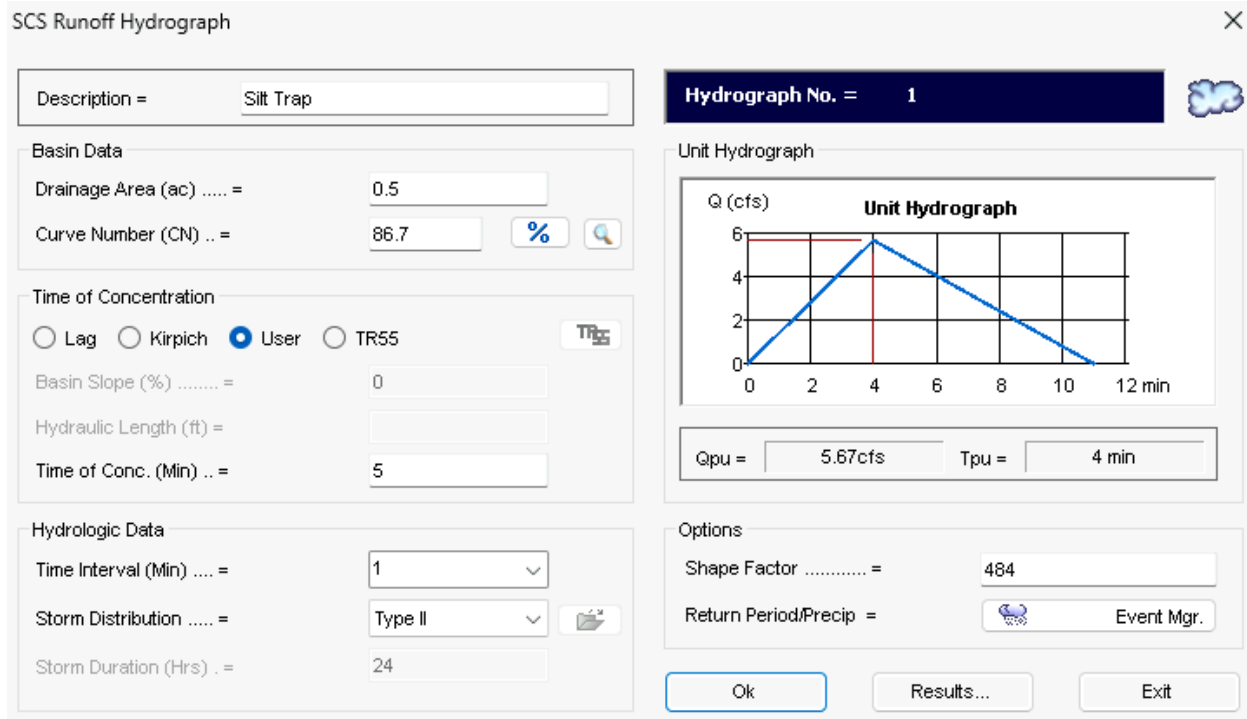 SCS Runoff Hydrograph
Description = Silt Trap
Basin Data
Drainage Area (ac) ..... = 0.5
Curve Number (CN) .. = 86.7 %
Time of Concentration
Lag Kirpich User TR55 TR55
Basin Slope (%) ........ = 0
Hydraulic Length (ft) =
Time of Conc. (Min) .. = 5
Hydrologic Data
Time Interval (Min) .... = 1
Storm Distribution ..... = Type II
Storm Duration (Hrs) . = 24
Hydrograph No. = 1
Unit Hydrograph
Q (cfs) Unit Hydrograph
6
4
2
0
0 2 4 6 8 10 12 min
Qpu = 5.67cfs Tpu = 4 min
Options
Shape Factor ............ = 484
Return Period/Precip = Event Mgr.
Ok Results... Exit